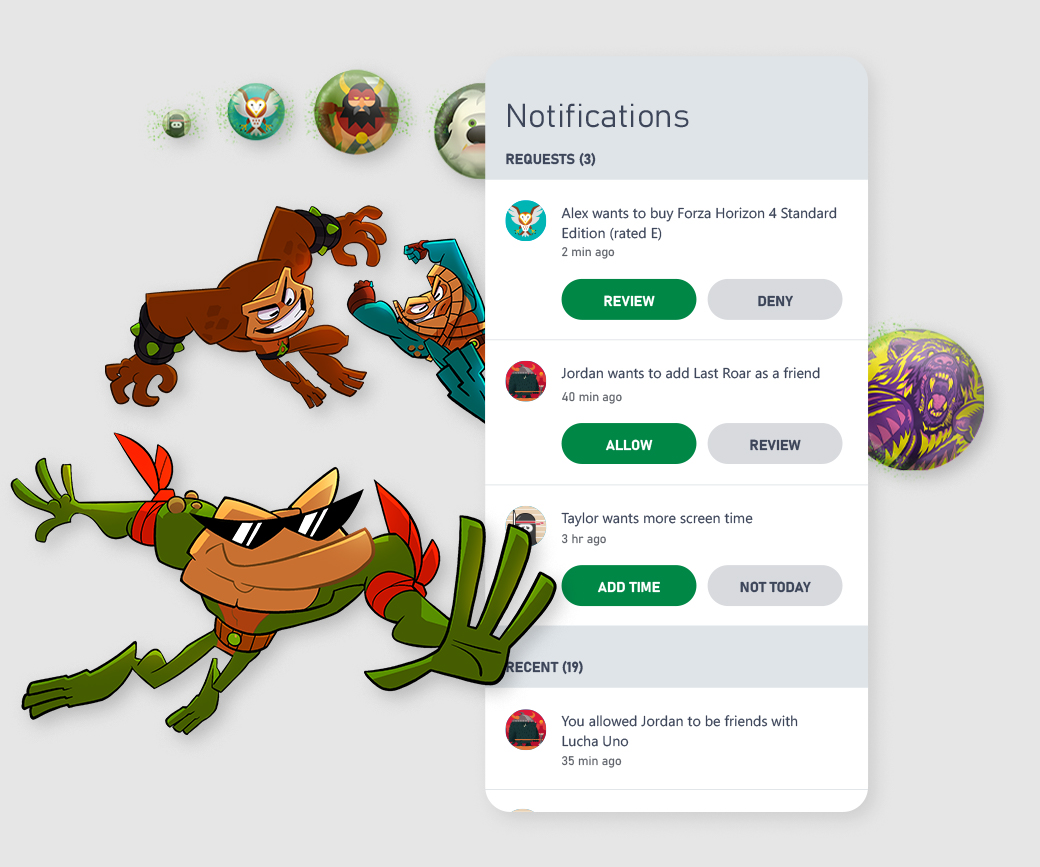 Notifications
REQUESTS (3)
Alex wants to buy Forza Horizon 4 Standard
Edition (rated E)
2 min ago
REVIEW DENY
Jordan wants to add Last Roar as a friend
40 min ago
ALLOW REVIEW
Taylor wants more screen time
3 hr ago
ADD TIME NOT TODAY
RECENT (19)
You allowed Jordan to be friends with
Lucha Uno
35 min ago